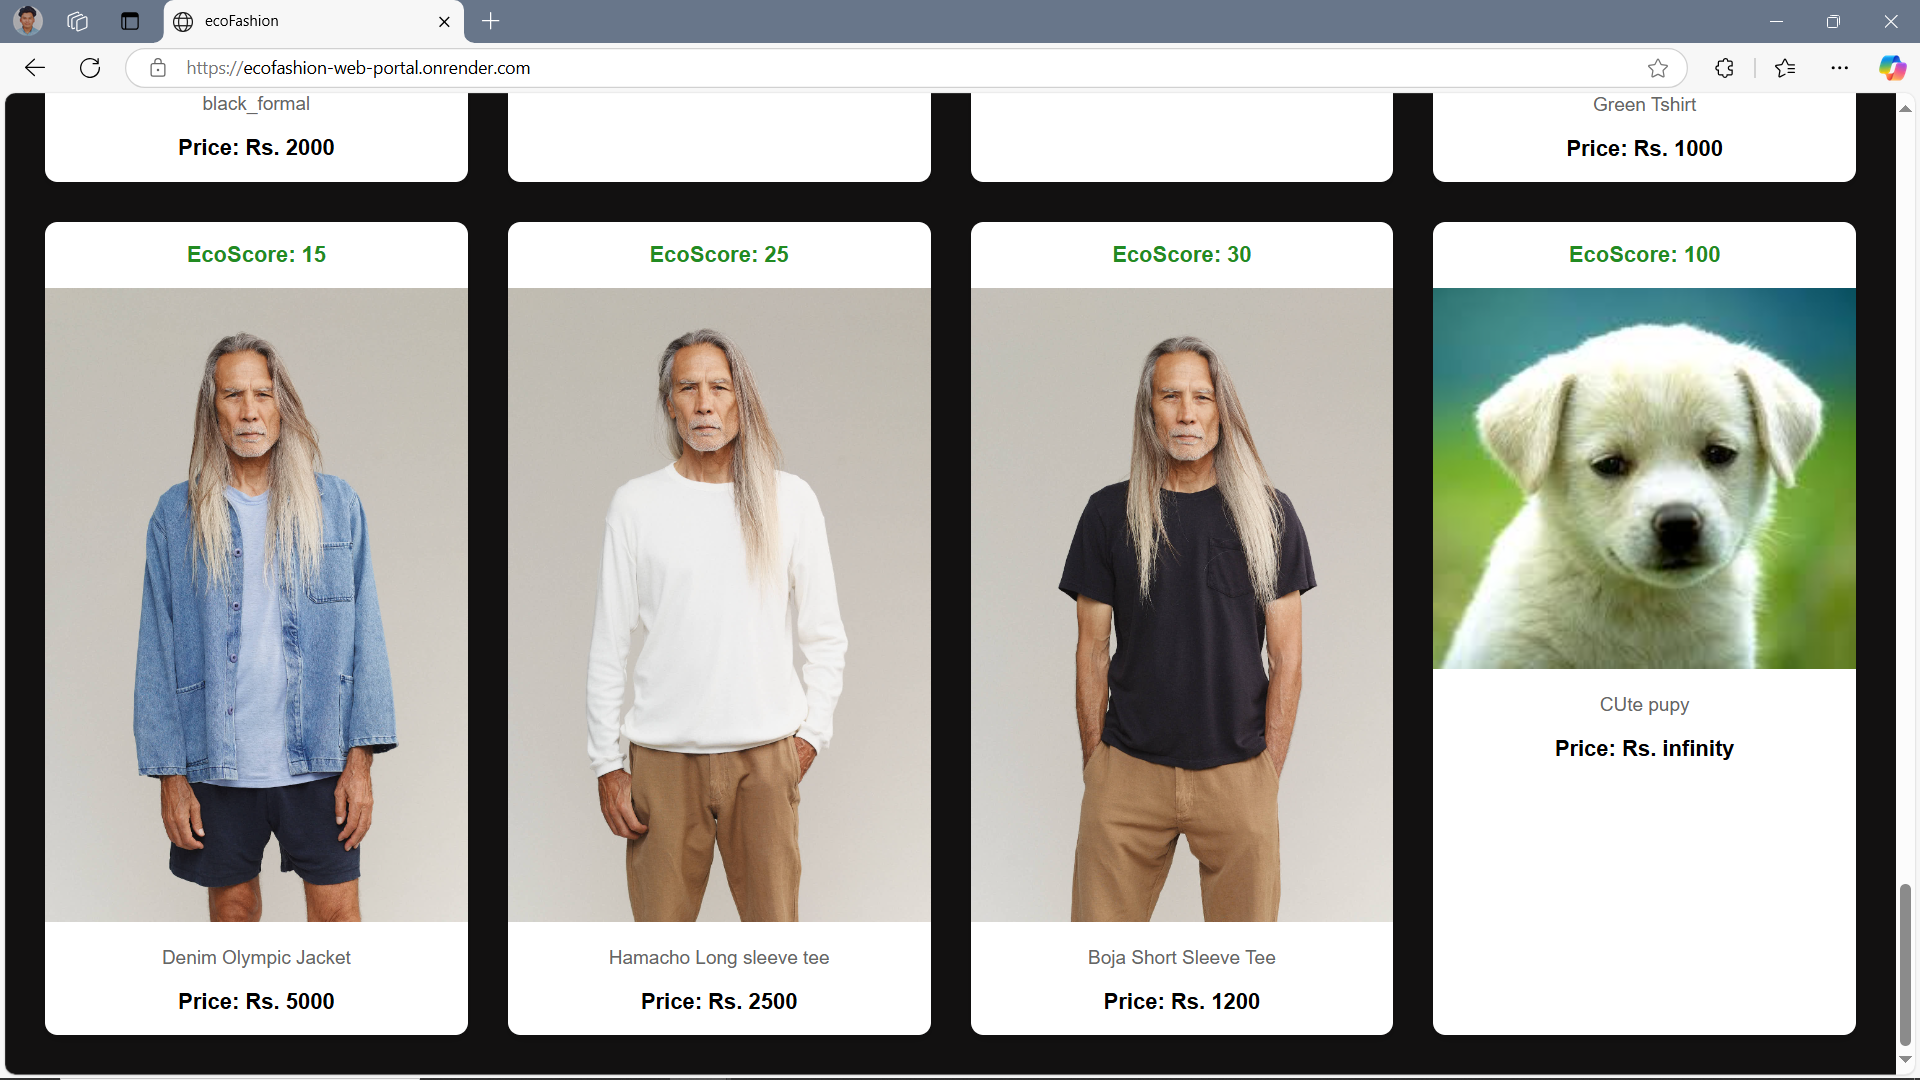 ecoFashion
https://ecofashion-web-portal.onrender.com
black_formal
Price: Rs. 2000
Green Tshirt
Price: Rs. 1000
EcoScore: 15
EcoScore: 25
EcoScore: 30
EcoScore: 100
CUte pupy
Price: Rs. infinity
Denim Olympic Jacket
Price: Rs. 5000
Hamacho Long sleeve tee
Price: Rs. 2500
Boja Short Sleeve Tee
Price: Rs. 1200